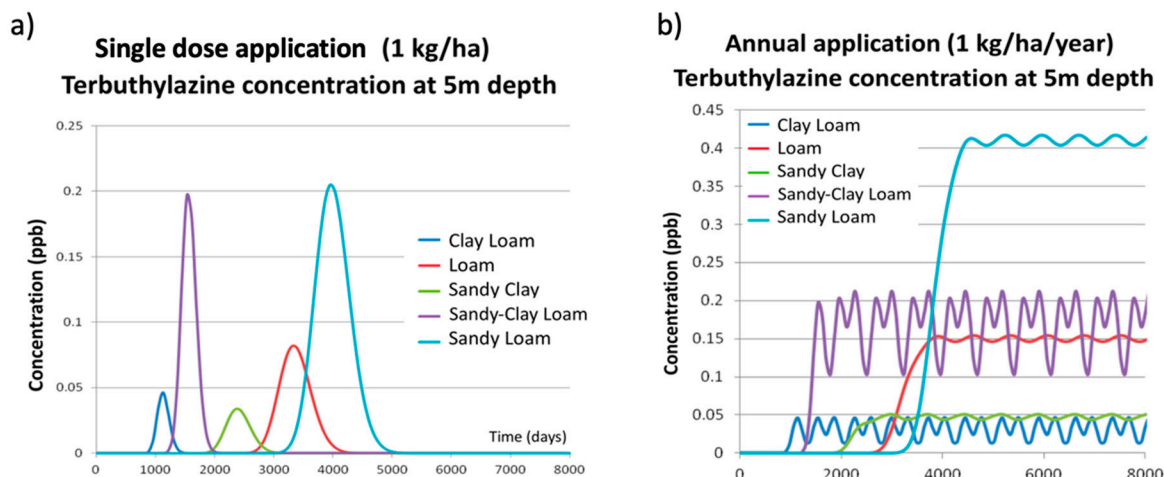 a)
Single dose application (1 kg/ha)
Terbuthylazine concentration at 5m depth
Concentration (ppb)
0.25
0.2
0.15
0.1
0.05
0
Clay Loam
Loam
Sandy Clay
Sandy-Clay Loam
Sandy Loam
Time (days)
0 1000 2000 3000 4000 5000 6000 7000 8000
b)
Annual application (1 kg/ha/year)
Terbuthylazine concentration at 5m depth
Concentration (ppb)
0.45
0.4
0.35
0.3
0.25
0.2
0.15
0.1
0.05
0
Clay Loam
Loam
Sandy Clay
Sandy-Clay Loam
Sandy Loam
0 2000 4000 6000 8000